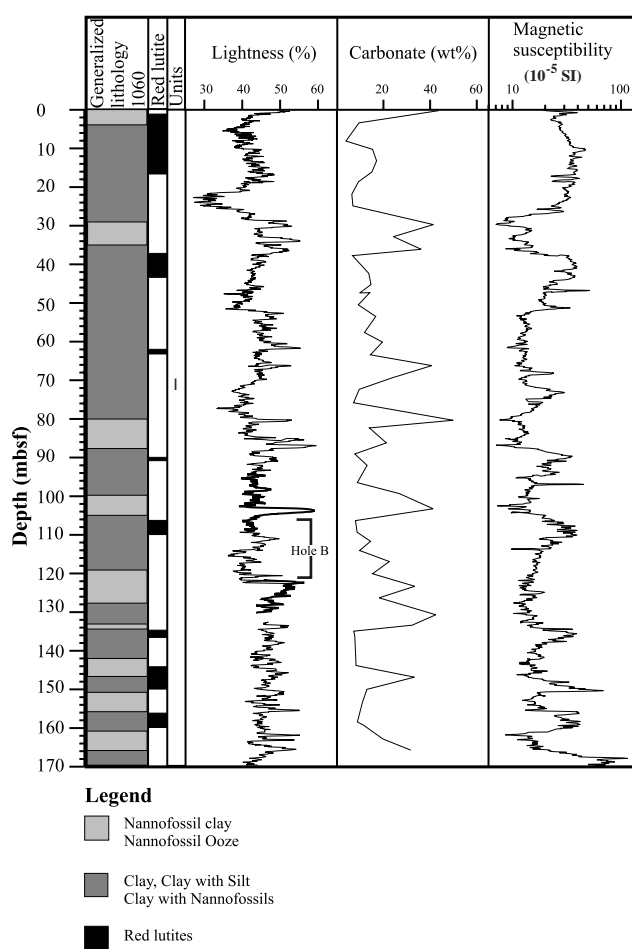 Generalized
lithology
1060
Red lutite
Units
Lightness (%)
Carbonate (wt%)
Magnetic
susceptibility
(10-5 SI)
30 40 50 60
20 40 60
10 100
Depth (mbsf)
0
10
20
30
40
50
60
70
80
90
100
110
120
130
140
150
160
170
I
Hole B
Legend
Nannofossil clay
Nannofossil Ooze
Clay, Clay with Silt
Clay with Nannofossils
Red lutites